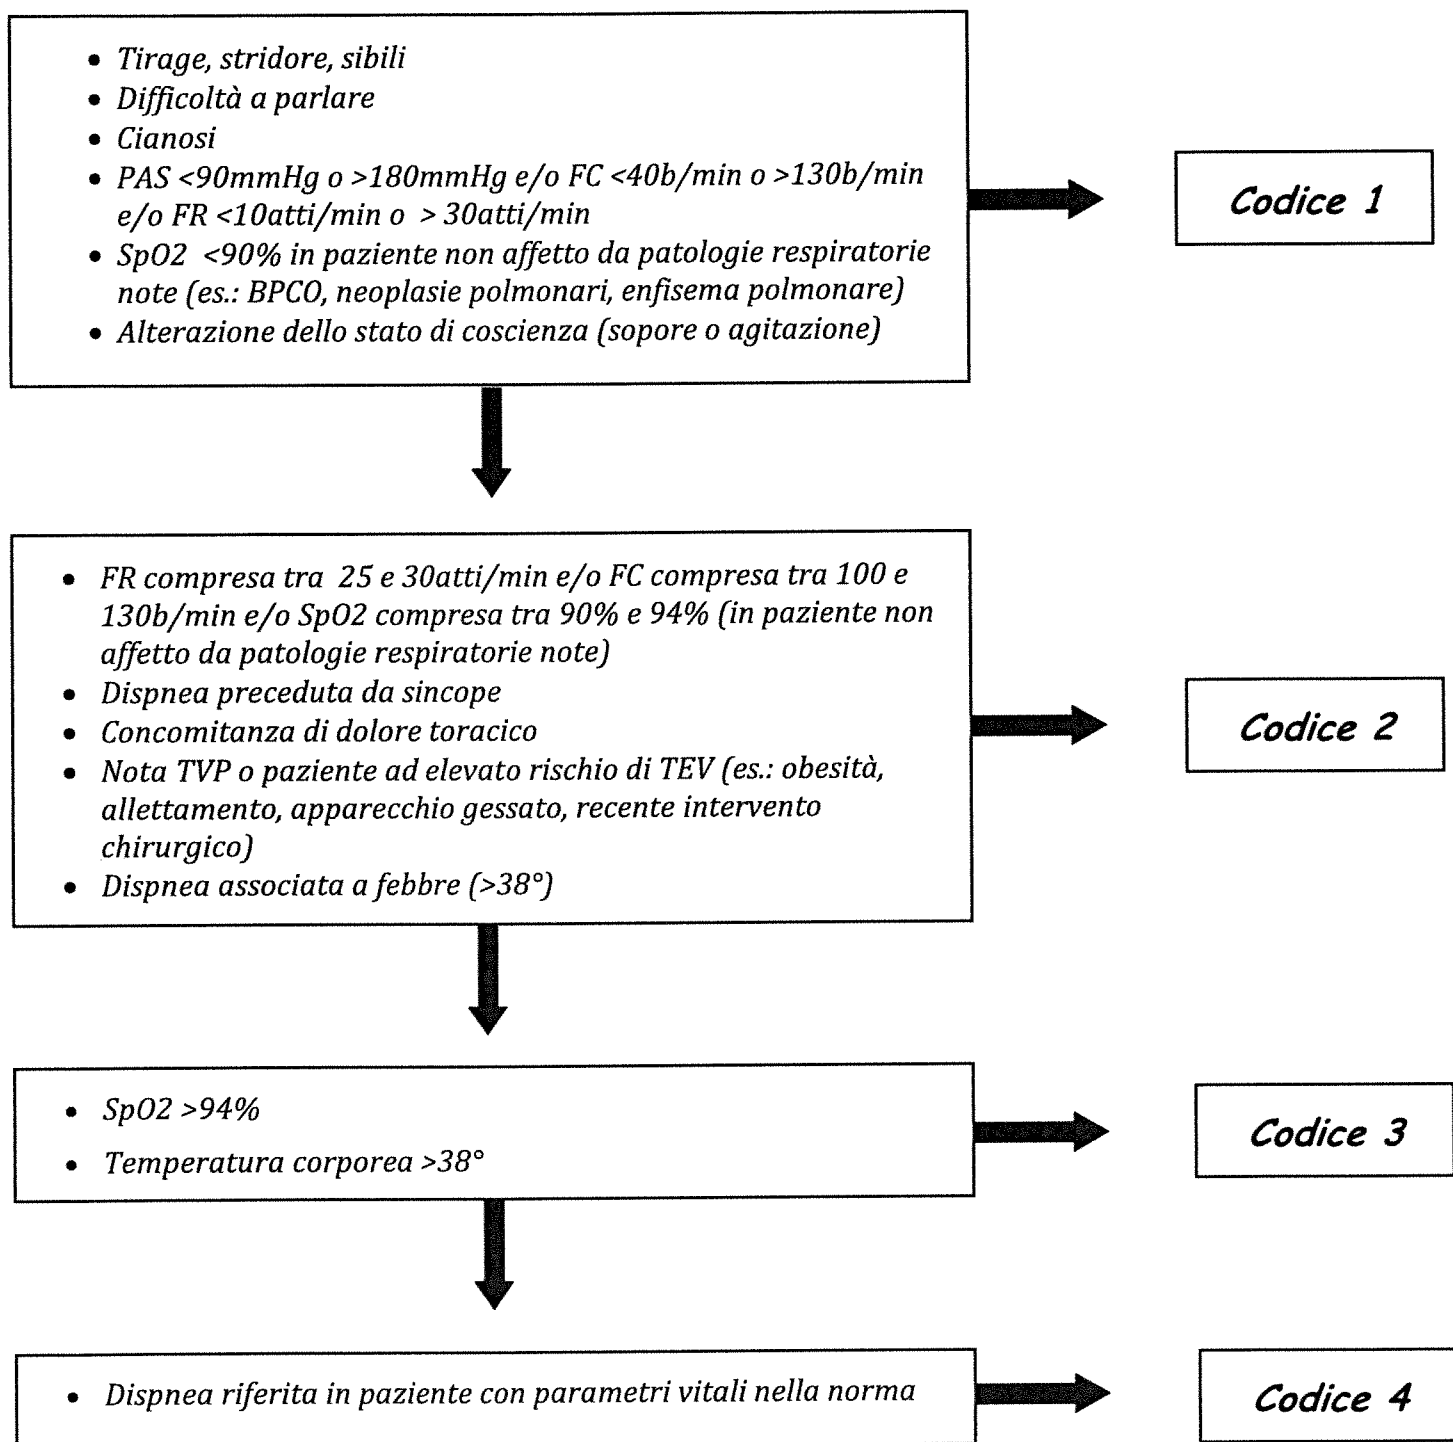 • Tirage, stridore, sibili
• Difficoltà a parlare
• Cianosi
• PAS <90mmHg o >180mmHg e/o FC <40b/min o >130b/min
e/o FR <10atti/min o > 30atti/min
• SpO2 <90% in paziente non affetto da patologie respiratorie
note (es.: BPCO, neoplasie polmonari, enfisema polmonare)
• Alterazione dello stato di coscienza (sopore o agitazione)
Codice 1
• FR compresa tra 25 e 30atti/min e/o FC compresa tra 100 e
130b/min e/o SpO2 compresa tra 90% e 94% (in paziente non
affetto da patologie respiratorie note)
• Dispnea preceduta da sincope
• Concomitanza di dolore toracico
• Nota TVP o paziente ad elevato rischio di TEV (es.: obesità,
allettamento, apparecchio gessato, recente intervento
chirurgico)
• Dispnea associata a febbre (>38°)
Codice 2
• SpO2 >94%
• Temperatura corporea >38°
Codice 3
• Dispnea riferita in paziente con parametri vitali nella norma
Codice 4